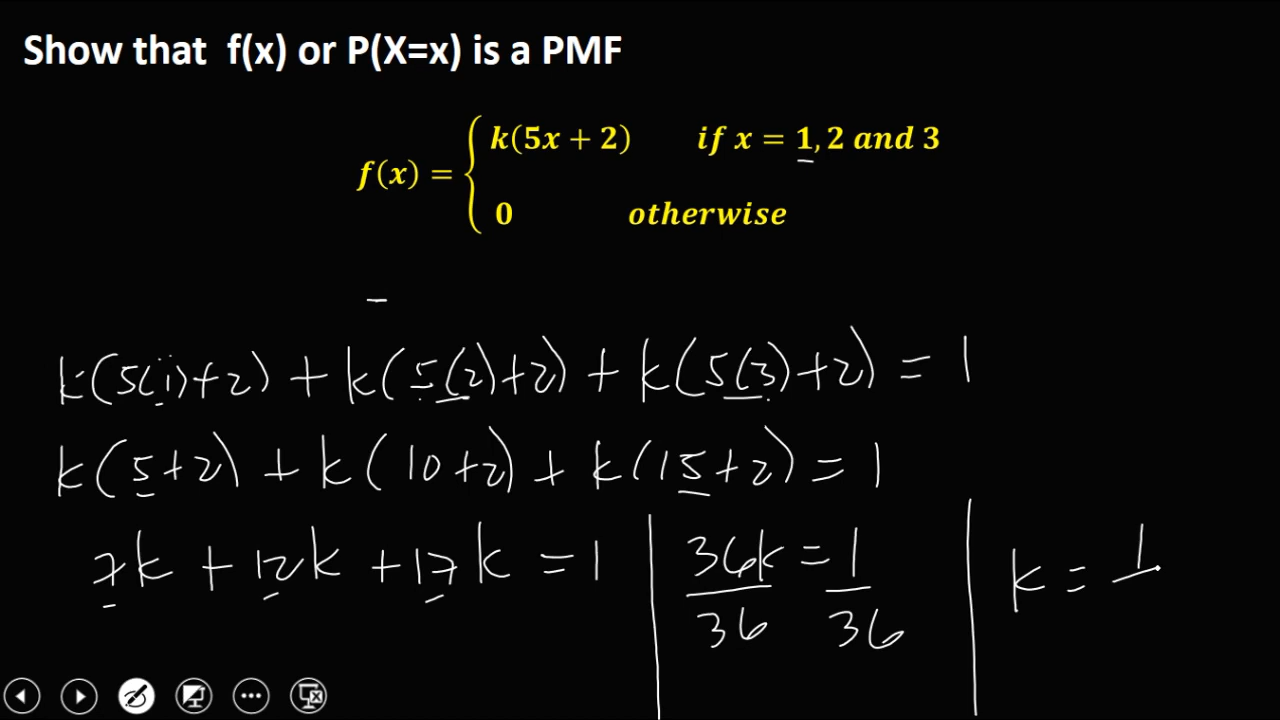 Show that f(x) or P(X=x) is a PMF
f(x) = { k(5x + 2) if x = 1, 2 and 3
0 otherwise
k(5(1)+2) + k(5(2)+2) + k(5(3)+2) = 1
k(5+2) + k(10+2) + k(15+2) = 1
7k + 12k + 17k = 1
36k = 1
36 36
k = 1